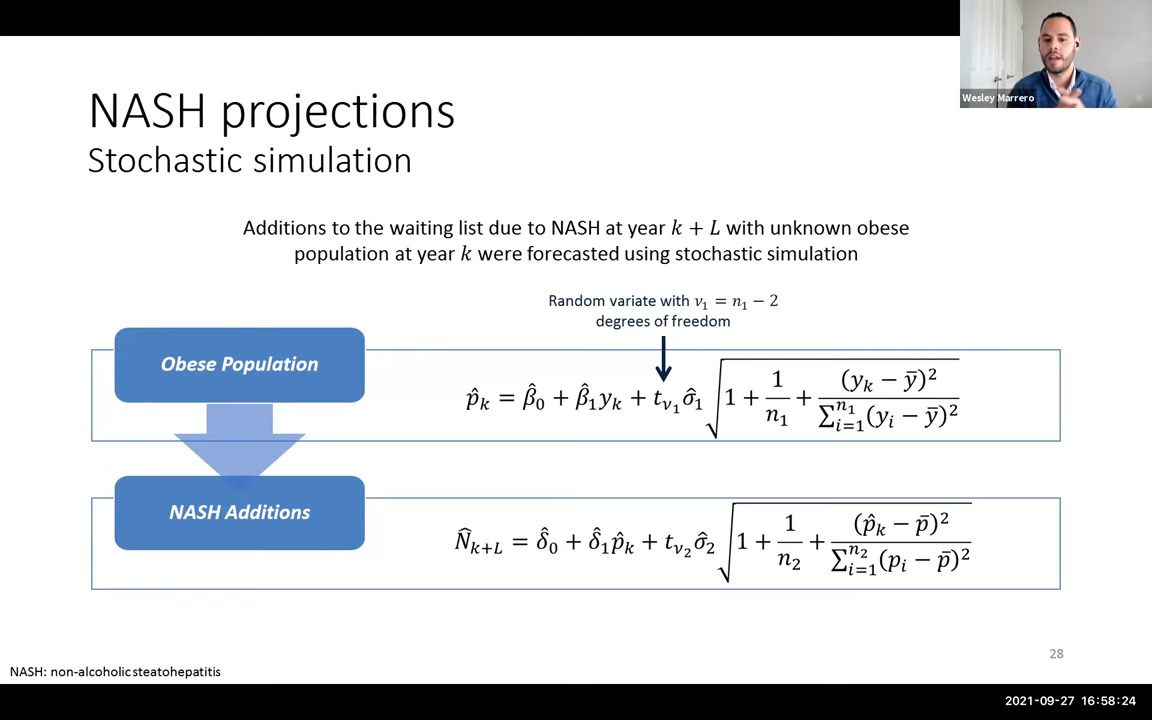 Wesley Marrero
NASH projections
Stochastic simulation
Additions to the waiting list due to NASH at year k + L with unknown obese
population at year k were forecasted using stochastic simulation
Random variate with ν₁ = n₁ − 2
degrees of freedom
Obese Population
p̂ₖ = β̂₀ + β̂₁yₖ + t_ν₁ σ̂₁ √(1 + 1/n₁ + (yₖ − ȳ)² / ∑ᵢ₌₁ⁿ¹(yᵢ − ȳ)²)
NASH Additions
N̂ₖ₊L = δ̂₀ + δ̂₁p̂ₖ + t_ν₂ σ̂₂ √(1 + 1/n₂ + (p̂ₖ − p̄)² / ∑ᵢ₌₁ⁿ²(pᵢ − p̄)²)
28
NASH: non-alcoholic steatohepatitis
2021-09-27 16:58:24